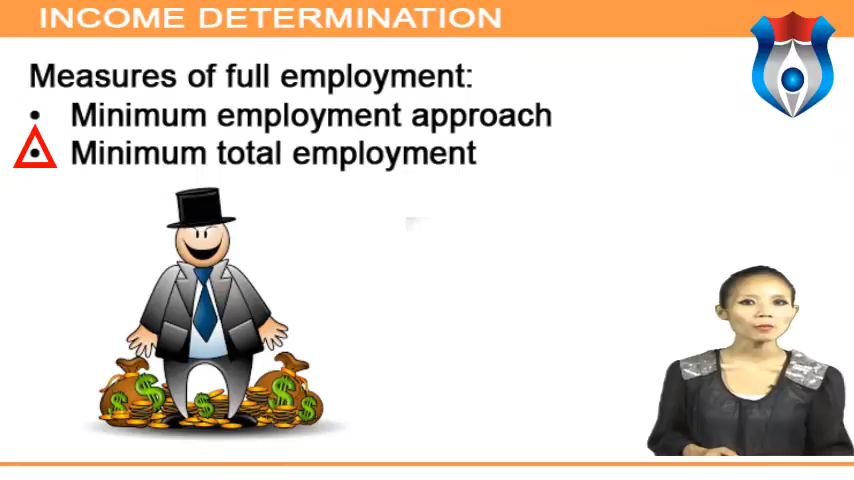 INCOME DETERMINATION
Measures of full employment:
• Minimum employment approach
• Minimum total employment